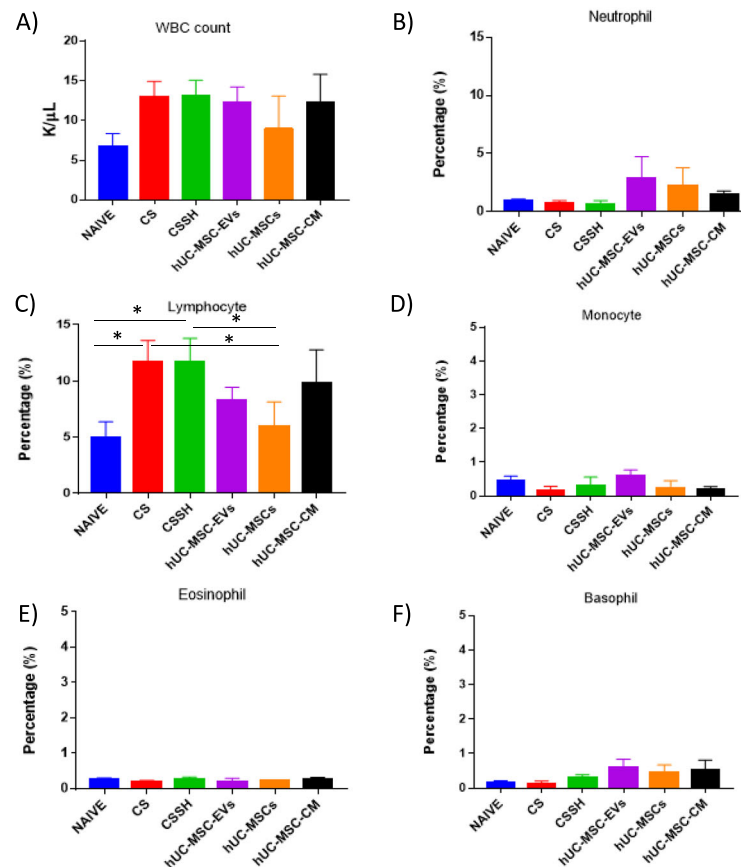 A)
WBC count
K/µL
20
15
10
5
0
NAIVE
CS
CSSH
hUC-MSC-EVs
hUC-MSCs
hUC-MSC-CM
B)
Neutrophil
Percentage (%)
15
10
5
0
NAIVE
CS
CSSH
hUC-MSC-EVs
hUC-MSCs
hUC-MSC-CM
C)
Lymphocyte
* *
* *
Percentage (%)
15
10
5
0
NAIVE
CS
CSSH
hUC-MSC-EVs
hUC-MSCs
hUC-MSC-CM
D)
Monocyte
Percentage (%)
5
4
3
2
1
0
NAIVE
CS
CSSH
hUC-MSC-EVs
hUC-MSCs
hUC-MSC-CM
E)
Eosinophil
Percentage (%)
5
4
3
2
1
0
NAIVE
CS
CSSH
hUC-MSC-EVs
hUC-MSCs
hUC-MSC-CM
F)
Basophil
Percentage (%)
5
4
3
2
1
0
NAIVE
CS
CSSH
hUC-MSC-EVs
hUC-MSCs
hUC-MSC-CM